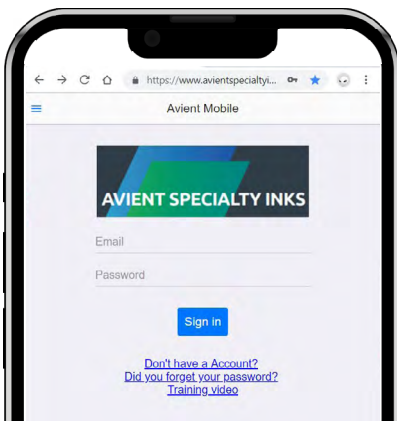 https://www.avientspecialtyi...
Avient Mobile
AVIENT SPECIALTY INKS
Email
Password
Sign in
Don't have a Account?
Did you forget your password?
Training video